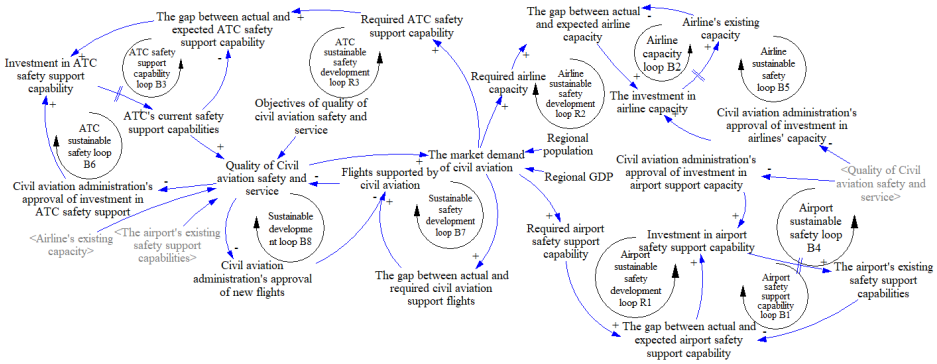 The gap between actual and
expected ATC safety
support capability
Required ATC safety
support capability
Investment in ATC
safety support
capability
ATC safety
support
capability
loop B3
ATC
sustainable
safety
development
loop R3
ATC's current safety
support capabilities
Objectives of quality of
civil aviation safety and
service
ATC
sustainable
safety loop
B6
Civil aviation administration's
approval of investment in
ATC safety support
Quality of Civil
aviation safety and
service
Flights supported by
civil aviation
The market demand
of civil aviation
<Airline's existing
capacity>
<The airport's existing
safety support
capabilities>
Sustainable
developme
nt loop B8
Sustainable
safety
development
loop B7
Civil aviation
administration's approval
of new flights
The gap between actual and
required civil aviation
support flights
The gap between actual
and expected airline
capacity
Airline's existing
capacity
Airline
capacity
loop B2
Airline
sustainable
safety loop
B5
Required airline
capacity
Airline
sustainable
safety
development
loop R2
The investment in
airline capacity
Civil aviation administration's
approval of investment in
airlines' capacity
Regional
population
Regional GDP
Civil aviation
administration's approval
of investment in
airport support capacity
<Quality of Civil
aviation safety and
service>
Required airport
safety support
capability
Investment in airport
safety support capability
Airport
sustainable
safety loop
B4
Airport
sustainable
safety
development
loop R1
Airport
safety
support
capability
loop B1
The airport's existing
safety support
capabilities
The gap between actual and
expected airport safety
support capability